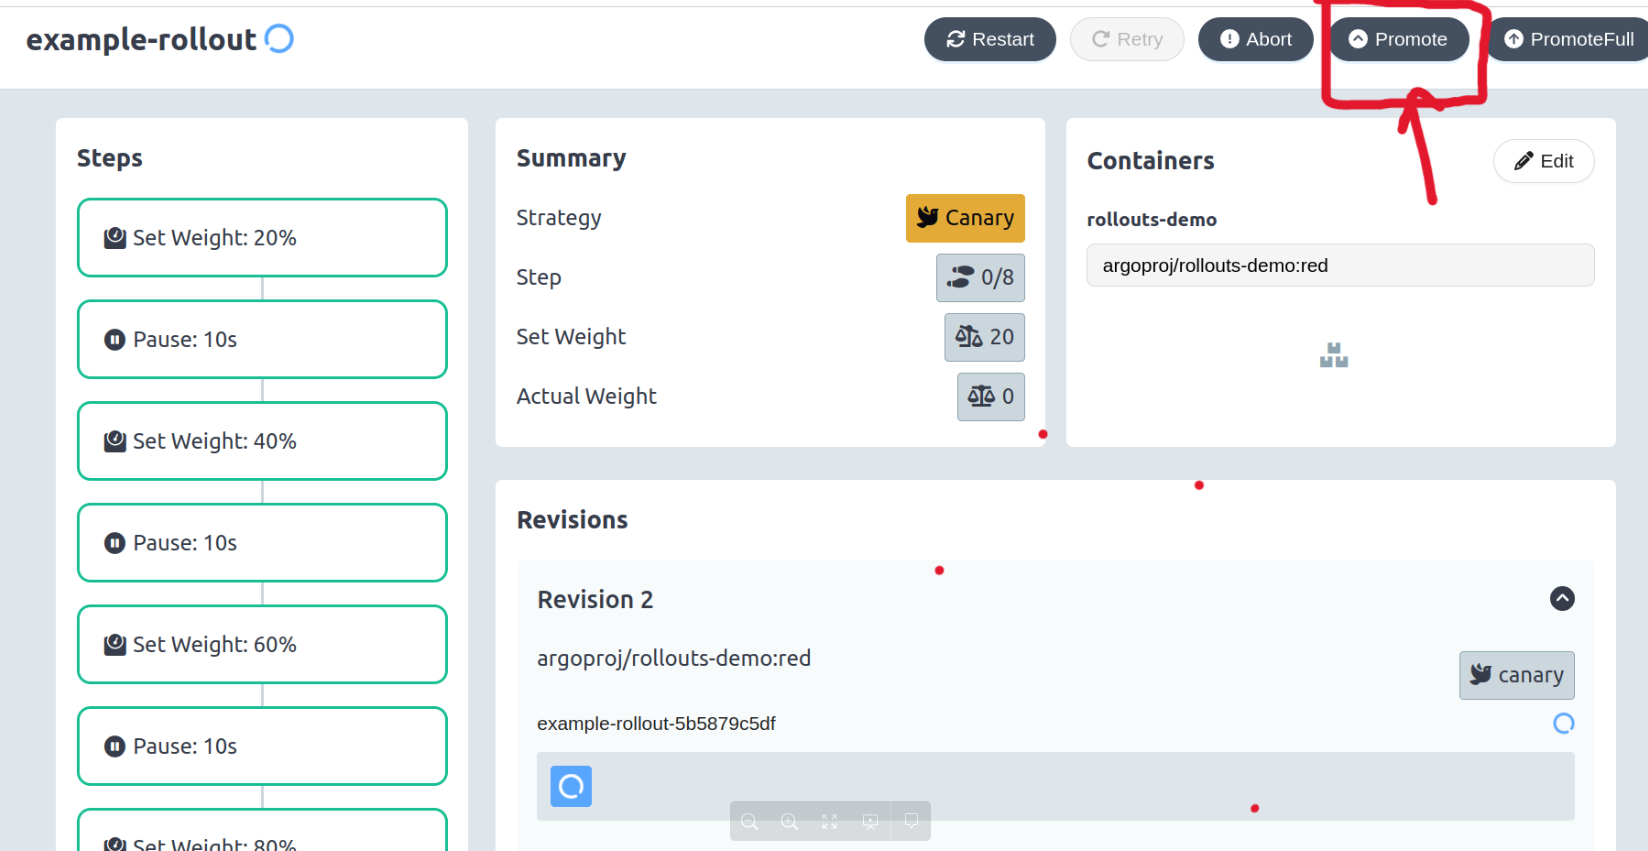 example-rollout
Restart
Retry
Abort
Promote
PromoteFull
Steps
Set Weight: 20%
Pause: 10s
Set Weight: 40%
Pause: 10s
Set Weight: 60%
Pause: 10s
Set Weight: 80%
Summary
Strategy
Canary
Step
0/8
Set Weight
20
Actual Weight
0
Containers
Edit
rollouts-demo
argoproj/rollouts-demo:red
Revisions
Revision 2
argoproj/rollouts-demo:red
canary
example-rollout-5b5879c5df